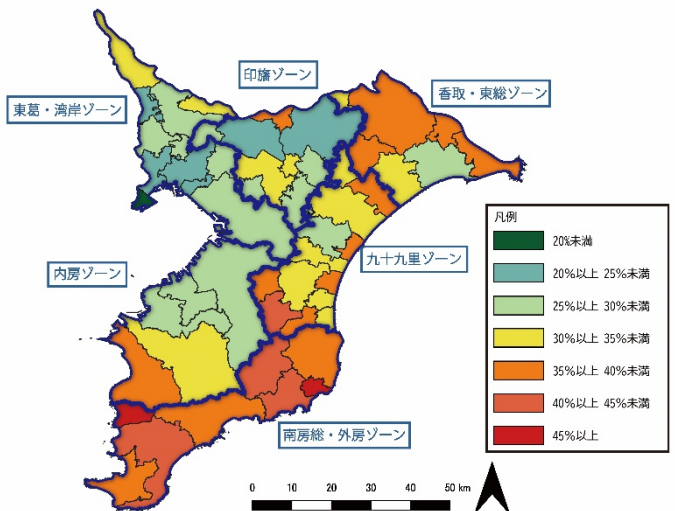 印旛ゾーン
香取・東総ゾーン
東葛・湾岸ゾーン
九十九里ゾーン
内房ゾーン
南房総・外房ゾーン
凡例
20%未満
20%以上 25%未満
25%以上 30%未満
30%以上 35%未満
35%以上 40%未満
40%以上 45%未満
45%以上
0 10 20 30 40 50 km